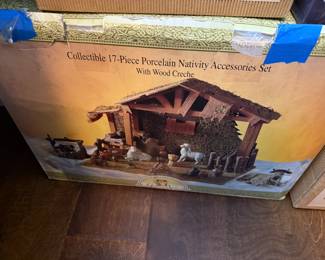 Collectible 17-Piece Porcelain Nativity Accessories Set
With Wood Creche